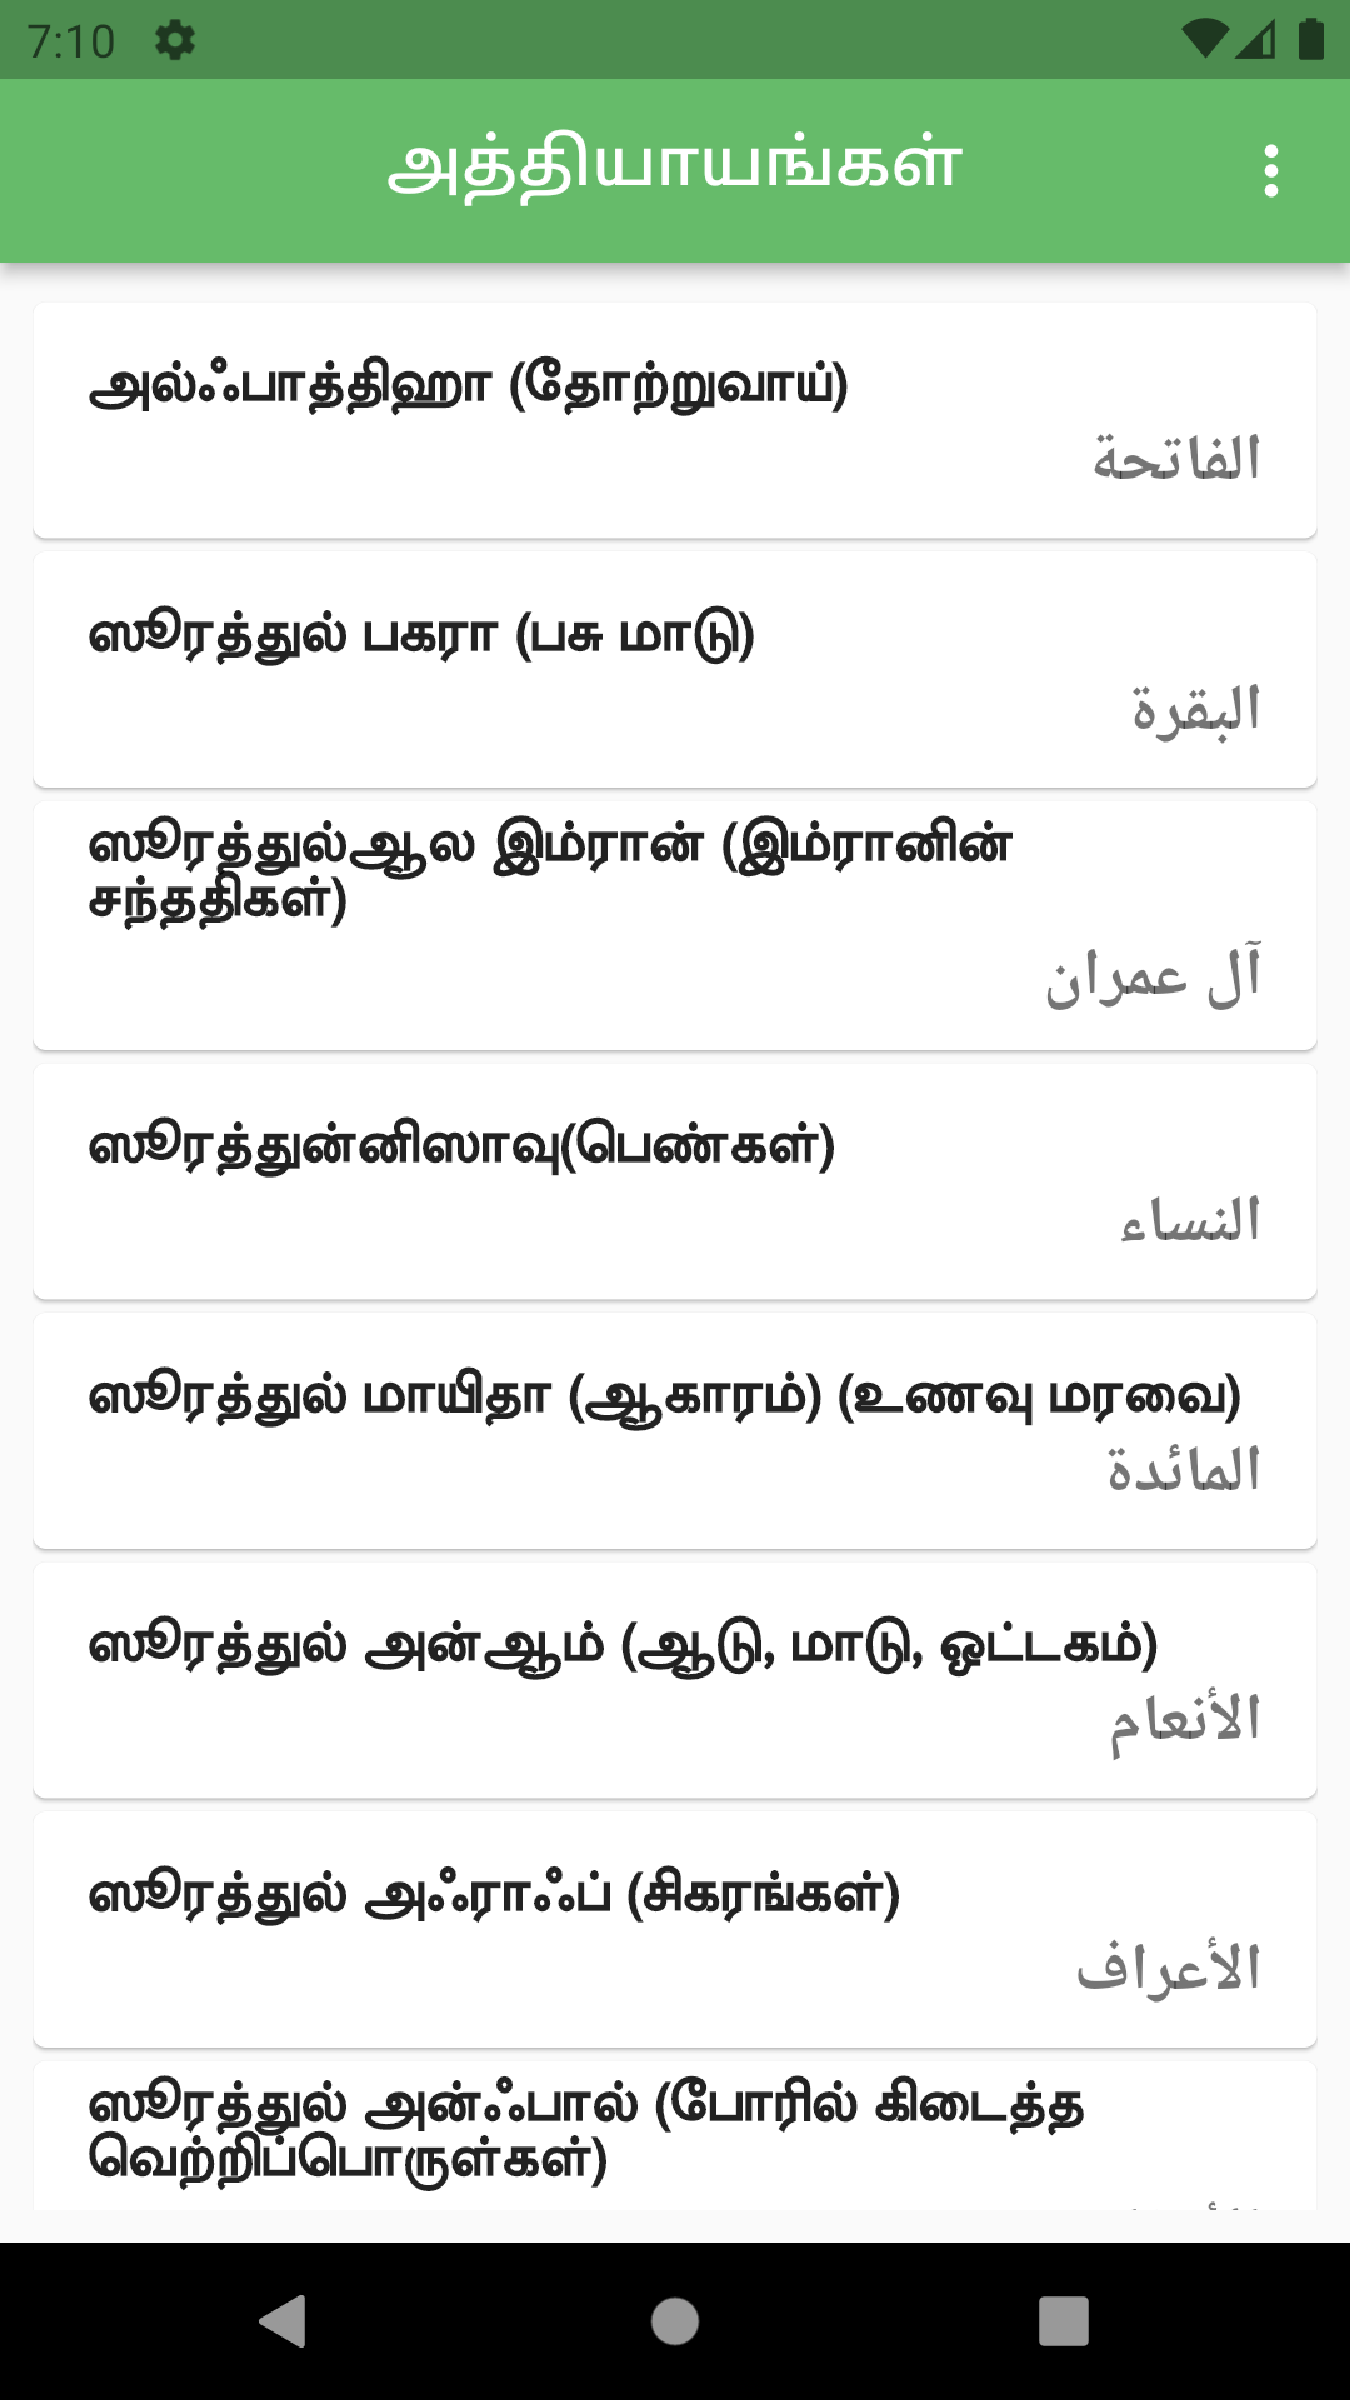 7:10
அத்தியாயங்கள்
அல்ஃபாத்திஹா (தோற்றுவாய்)
الفاتحة
ஸூரத்துல் பகரா (பசு மாடு)
البقرة
ஸூரத்துல்ஆல இம்ரான் (இம்ரானின்
சந்ததிகள்)
آل عمران
ஸூரத்துன்னிஸாவு(பெண்கள்)
النساء
ஸூரத்துல் மாயிதா (ஆகாரம்) (உணவு மரவை)
المائدة
ஸூரத்துல் அன்ஆம் (ஆடு, மாடு, ஒட்டகம்)
الأنعام
ஸூரத்துல் அஃராஃப் (சிகரங்கள்)
الأعراف
ஸூரத்துல் அன்ஃபால் (போரில் கிடைத்த
வெற்றிப்பொருள்கள்)